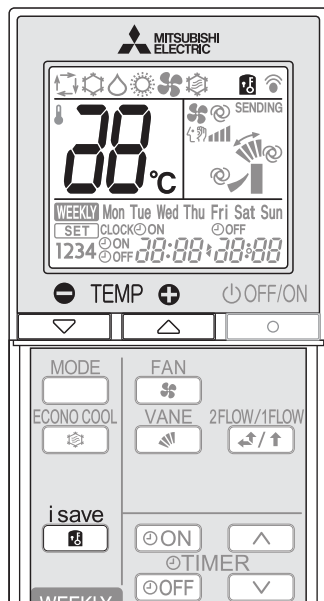 MITSUBISHI
ELECTRIC
SENDING
88 °C
WEEKLY Mon Tue Wed Thu Fri Sat Sun
SET CLOCK ON OFF
1234 ON OFF 88:88 88:88
TEMP OFF/ON
MODE FAN
ECONO COOL VANE 2FLOW/1FLOW
i save
ON
TIMER
OFF
WEEKLY